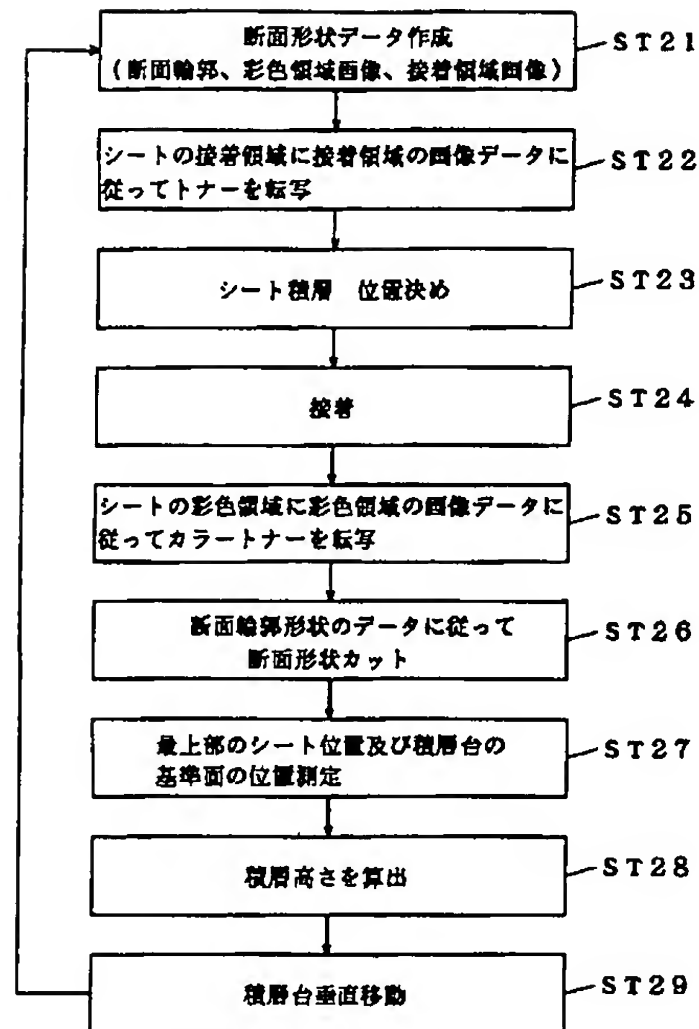 断面形状データ作成
(断面輪郭、彩色領域画像、接着領域画像)
ST21
シートの接着領域に接着領域の画像データに
従ってトナーを転写
ST22
シート積層 位置決め
ST23
接着
ST24
シートの彩色領域に彩色領域の画像データに
従ってカラートナーを転写
ST25
断面輪郭形状のデータに従って
断面形状カット
ST26
最上部のシート位置及び積層台の
基準面の位置測定
ST27
積層高さを算出
ST28
積層台垂直移動
ST29